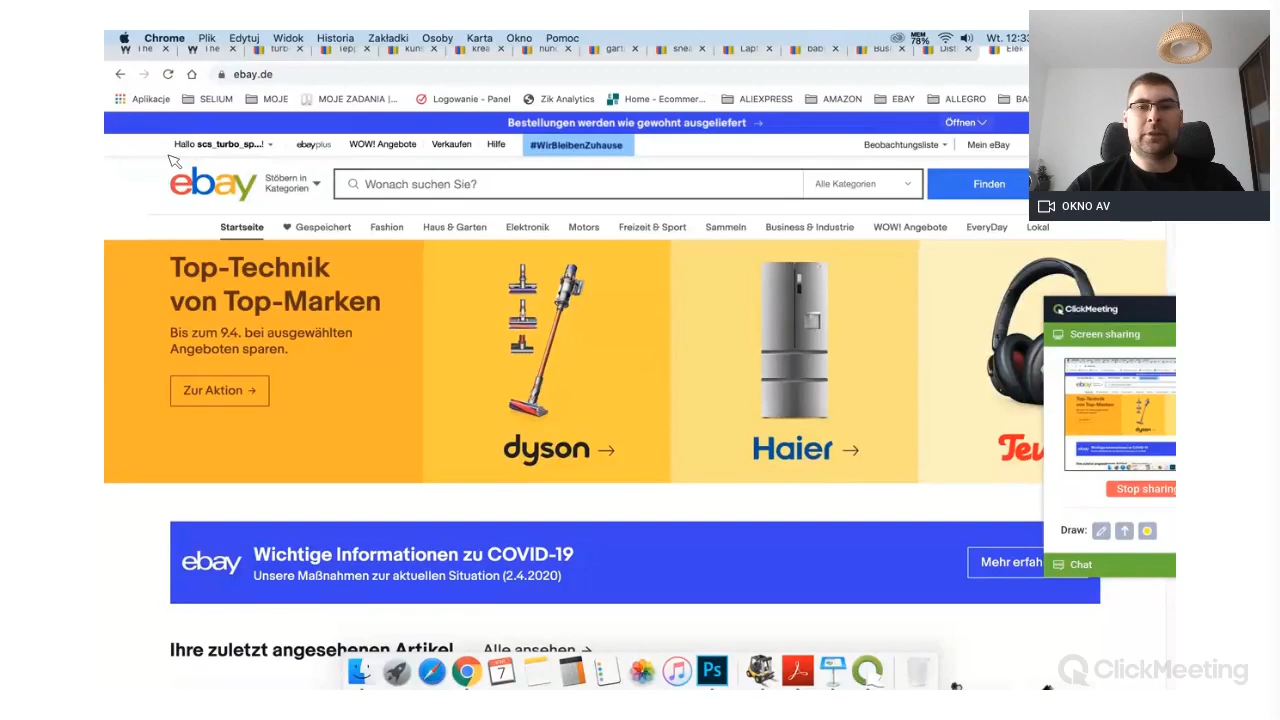 Chrome Plik Edytuj Widok Historia Zakładki Osoby Karta Okno Pomoc MEM 78% Wt. 12:33
ebay.de
Aplikacje SELIUM MOJE MOJE ZADANIA |... Logowanie - Panel Zik Analytics Home - Ecommer... ALIEXPRESS AMAZON EBAY ALLEGRO
Bestellungen werden wie gewohnt ausgeliefert → Öffnen
Hallo scs_turbo_sp...! ebayplus WOW! Angebote Verkaufen Hilfe #WirBleibenZuhause Beobachtungsliste Mein eBay
ebay Stöbern in Kategorien Wonach suchen Sie? Alle Kategorien Finden
OKNO AV
Startseite Gespeichert Fashion Haus & Garten Elektronik Motors Freizeit & Sport Sammeln Business & Industrie WOW! Angebote EveryDay Lokal
Top-Technik
von Top-Marken
Bis zum 9.4. bei ausgewählten
Angeboten sparen.
Zur Aktion →
dyson → Haier →
ClickMeeting
Screen sharing
Stop sharing
Draw:
Chat
ebay
Wichtige Informationen zu COVID-19
Unsere Maßnahmen zur aktuellen Situation (2.4.2020)
Mehr erfah
Ihre zuletzt angesehenen Artikel Alle ansehen →
7
Ps
ClickMeeting